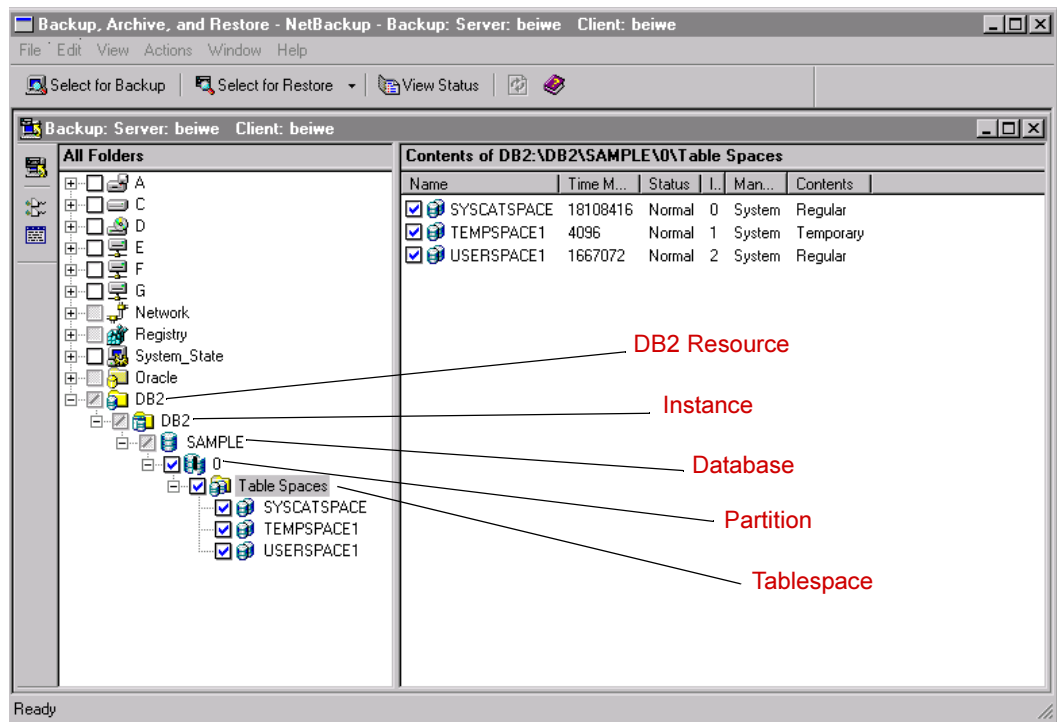 Backup, Archive, and Restore - NetBackup - Backup: Server: beiwe Client: beiwe
File Edit View Actions Window Help
Select for Backup Select for Restore View Status
Backup: Server: beiwe Client: beiwe
All Folders
A
C
D
E
F
G
Network
Registry
System_State
Oracle
DB2
DB2
SAMPLE
0
Table Spaces
SYSCATSPACE
TEMPSPACE1
USERSPACE1
Contents of DB2:\DB2\SAMPLE\0\Table Spaces
Name Time M... Status I.. Man... Contents
SYSCATSPACE 18108416 Normal 0 System Regular
TEMPSPACE1 4096 Normal 1 System Temporary
USERSPACE1 1667072 Normal 2 System Regular
DB2 Resource
Instance
Database
Partition
Tablespace
Ready